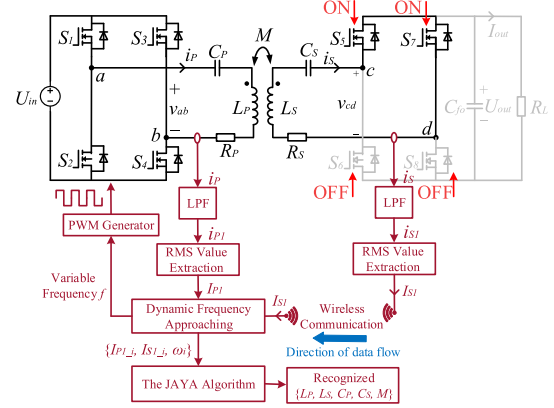 ON
ON
S1
S3
S5
S7
Iout
iP
CP
M
CS
iS
a
c
Uin
vab
LP
LS
vcd
Cfo
Uout
RL
b
d
S2
S4
RP
RS
S6
S8
OFF
OFF
iP
iS
LPF
LPF
PWM Generator
iP1
iS1
RMS Value
Extraction
RMS Value
Extraction
Variable
Frequency f
IP1
IS1
Dynamic Frequency
Approaching
IS1
Wireless
Communication
Direction of data flow
{IP1_i, IS1_i, ωi}
The JAYA Algorithm
Recognized
{LP, LS, CP, CS, M}